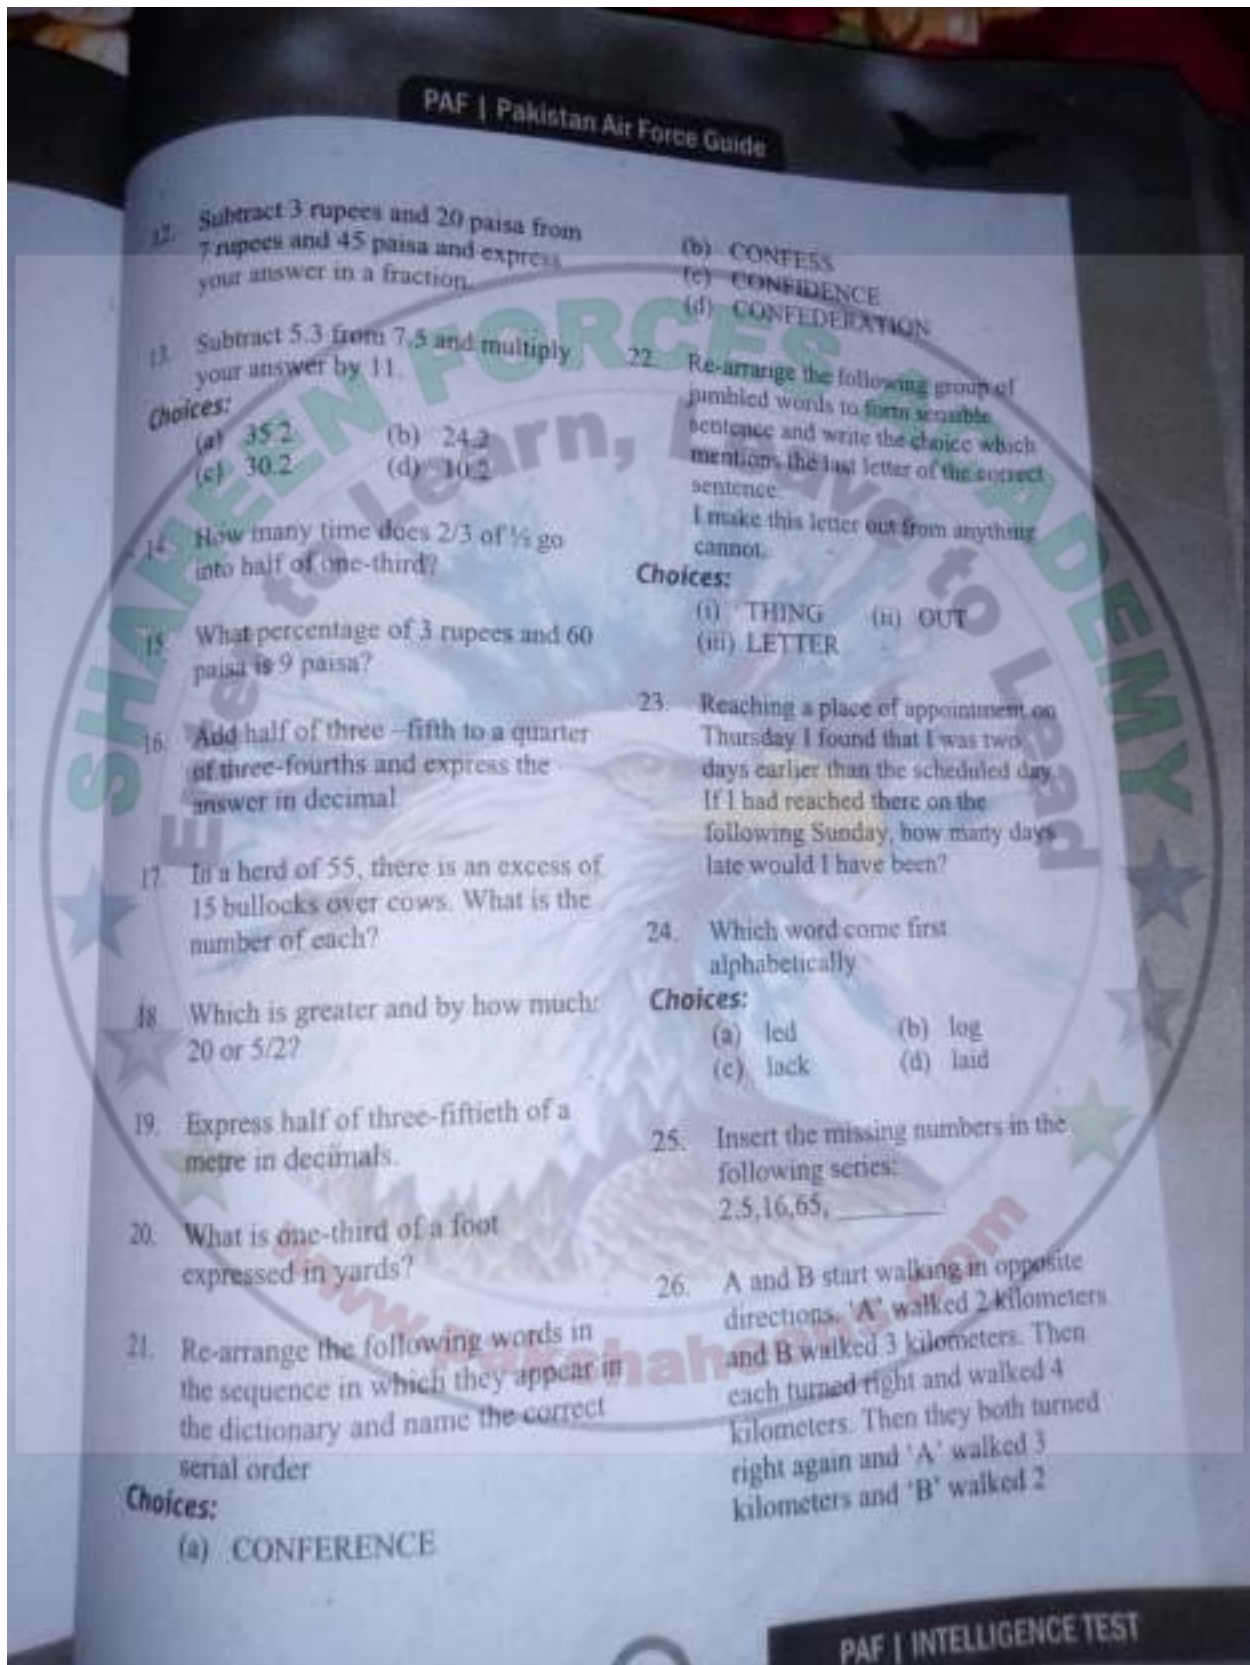 PAF | Pakistan Air Force Guide
12. Subtract 3 rupees and 20 paisa from
7 rupees and 45 paisa and express
your answer in a fraction.
13. Subtract 5.3 from 7.5 and multiply
your answer by 11.
Choices:
(a) 35.2 (b) 24.2
(c) 30.2 (d) 10.2
14. How many time does 2/3 of ½ go
into half of one-third?
15. What percentage of 3 rupees and 60
paisa is 9 paisa?
16. Add half of three –fifth to a quarter
of three-fourths and express the
answer in decimal
17. In a herd of 55, there is an excess of
15 bullocks over cows. What is the
number of each?
18. Which is greater and by how much:
20 or 5/2?
19. Express half of three-fiftieth of a
metre in decimals.
20. What is one-third of a foot
expressed in yards?
21. Re-arrange the following words in
the sequence in which they appear in
the dictionary and name the correct
serial order
Choices:
(a) CONFERENCE
(b) CONFESS
(c) CONFIDENCE
(d) CONFEDERATION
22. Re-arrange the following group of
jumbled words to form sensible
sentence and write the choice which
mentions the last letter of the correct
sentence.
I make this letter out from anything
cannot.
Choices:
(i) THING (ii) OUT
(iii) LETTER
23. Reaching a place of appointment on
Thursday I found that I was two
days earlier than the scheduled day.
If I had reached there on the
following Sunday, how many days
late would I have been?
24. Which word come first
alphabetically
Choices:
(a) led (b) log
(c) lack (d) laid
25. Insert the missing numbers in the
following series:
2.5,16,65, ________
26. A and B start walking in opposite
directions. 'A' walked 2 kilometers
and B walked 3 kilometers. Then
each turned right and walked 4
kilometers. Then they both turned
right again and 'A' walked 3
kilometers and 'B' walked 2
PAF | INTELLIGENCE TEST
SHAHEEN FORCES ACADEMY
Enter to Learn, Leave to Lead